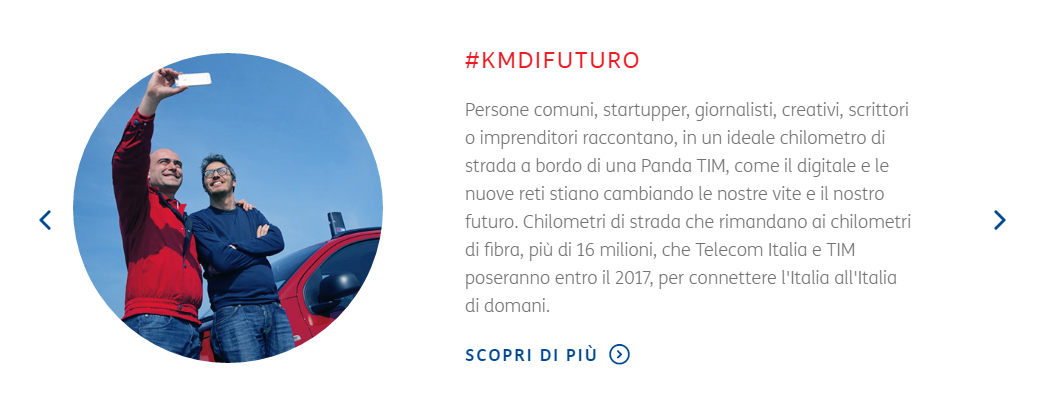 #KMDIFUTURO
Persone comuni, startupper, giornalisti, creativi, scrittori
o imprenditori raccontano, in un ideale chilometro di
strada a bordo di una Panda TIM, come il digitale e le
nuove reti stiano cambiando le nostre vite e il nostro
futuro. Chilometri di strada che rimandano ai chilometri
di fibra, più di 16 milioni, che Telecom Italia e TIM
poseranno entro il 2017, per connettere l'Italia all'Italia
di domani.
SCOPRI DI PIÙ